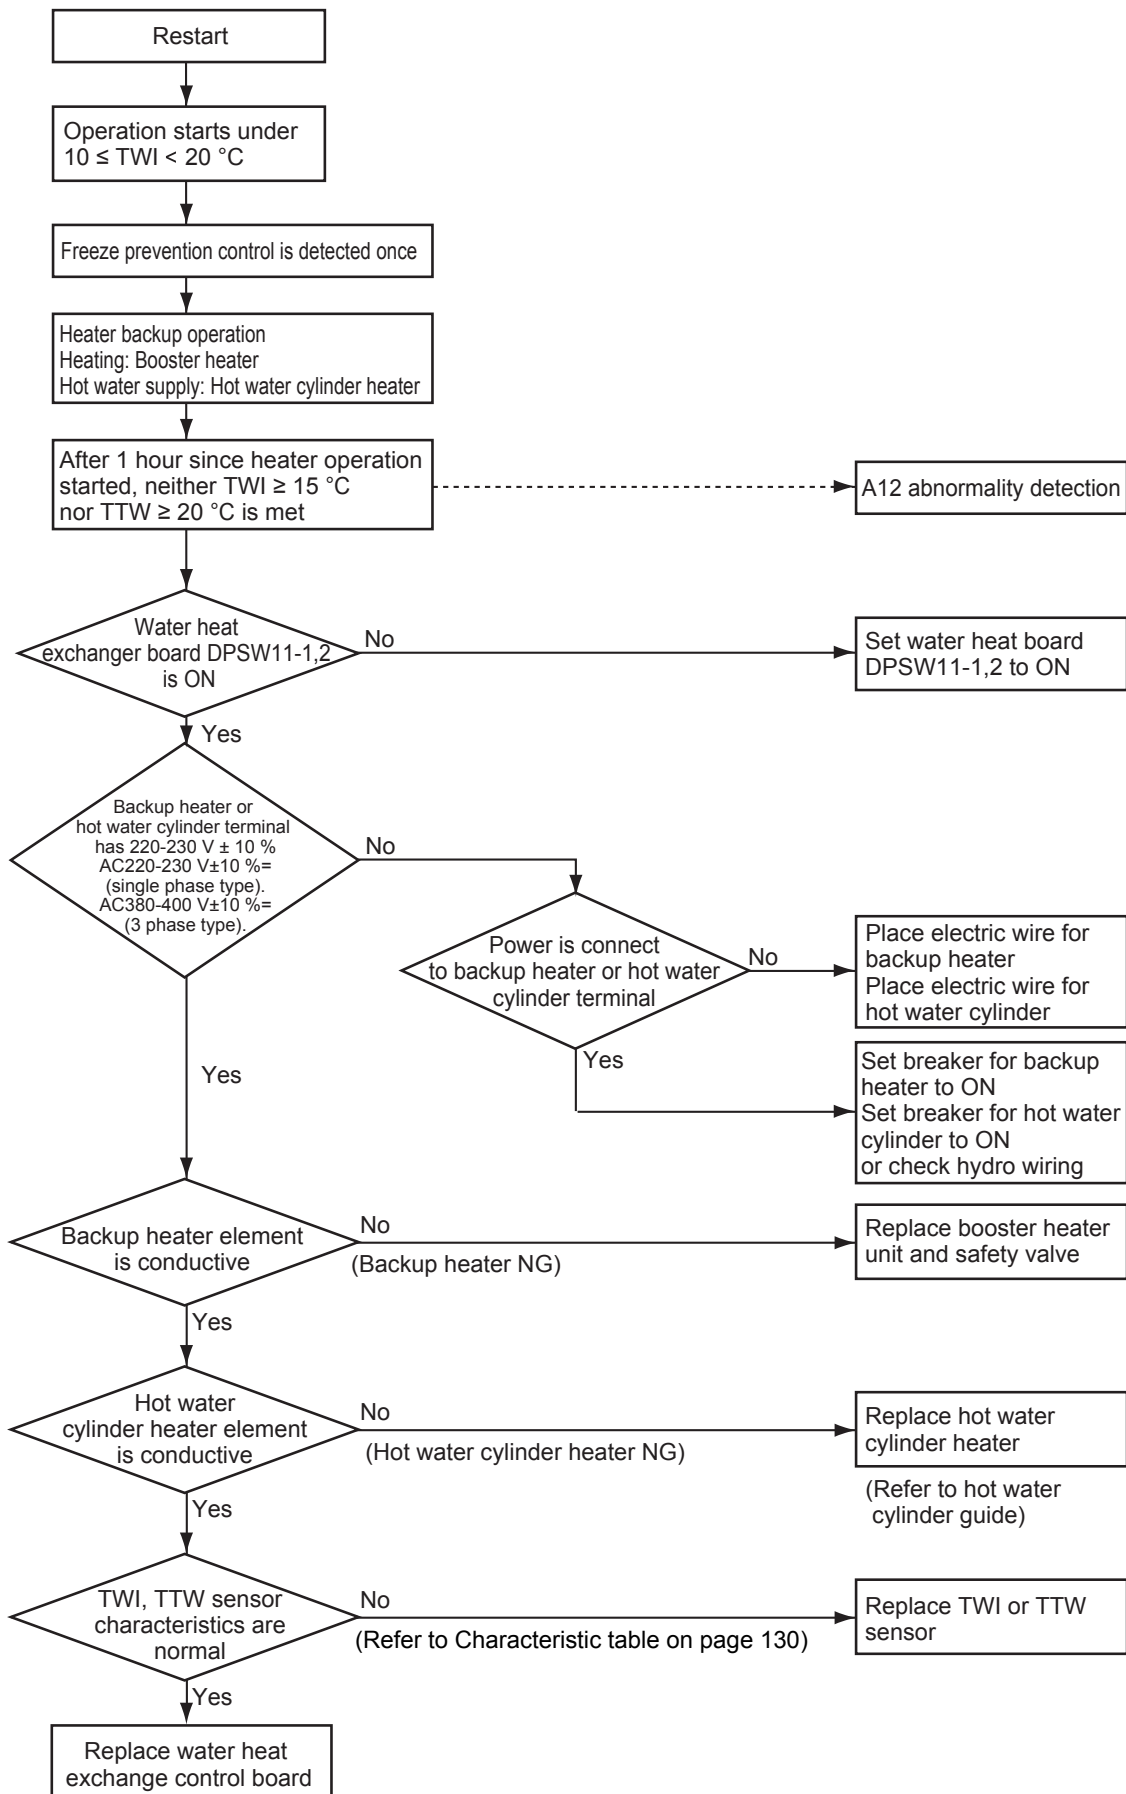 Restart
Operation starts under
10 ≤ TWI < 20 °C
Freeze prevention control is detected once
Heater backup operation
Heating: Booster heater
Hot water supply: Hot water cylinder heater
After 1 hour since heater operation
started, neither TWI ≥ 15 °C
nor TTW ≥ 20 °C is met
A12 abnormality detection
Water heat
exchanger board DPSW11-1,2
is ON
No
Set water heat board
DPSW11-1,2 to ON
Yes
Backup heater or
hot water cylinder terminal
has 220-230 V ± 10 %
AC220-230 V±10 %=
(single phase type).
AC380-400 V±10 %=
(3 phase type).
No
Power is connect
to backup heater or hot water
cylinder terminal
No
Place electric wire for
backup heater
Place electric wire for
hot water cylinder
Yes
Set breaker for backup
heater to ON
Set breaker for hot water
cylinder to ON
or check hydro wiring
Yes
Backup heater element
is conductive
No
(Backup heater NG)
Replace booster heater
unit and safety valve
Yes
Hot water
cylinder heater element
is conductive
No
(Hot water cylinder heater NG)
Replace hot water
cylinder heater
(Refer to hot water
cylinder guide)
Yes
TWI, TTW sensor
characteristics are
normal
No
(Refer to Characteristic table on page 130)
Replace TWI or TTW
sensor
Yes
Replace water heat
exchange control board